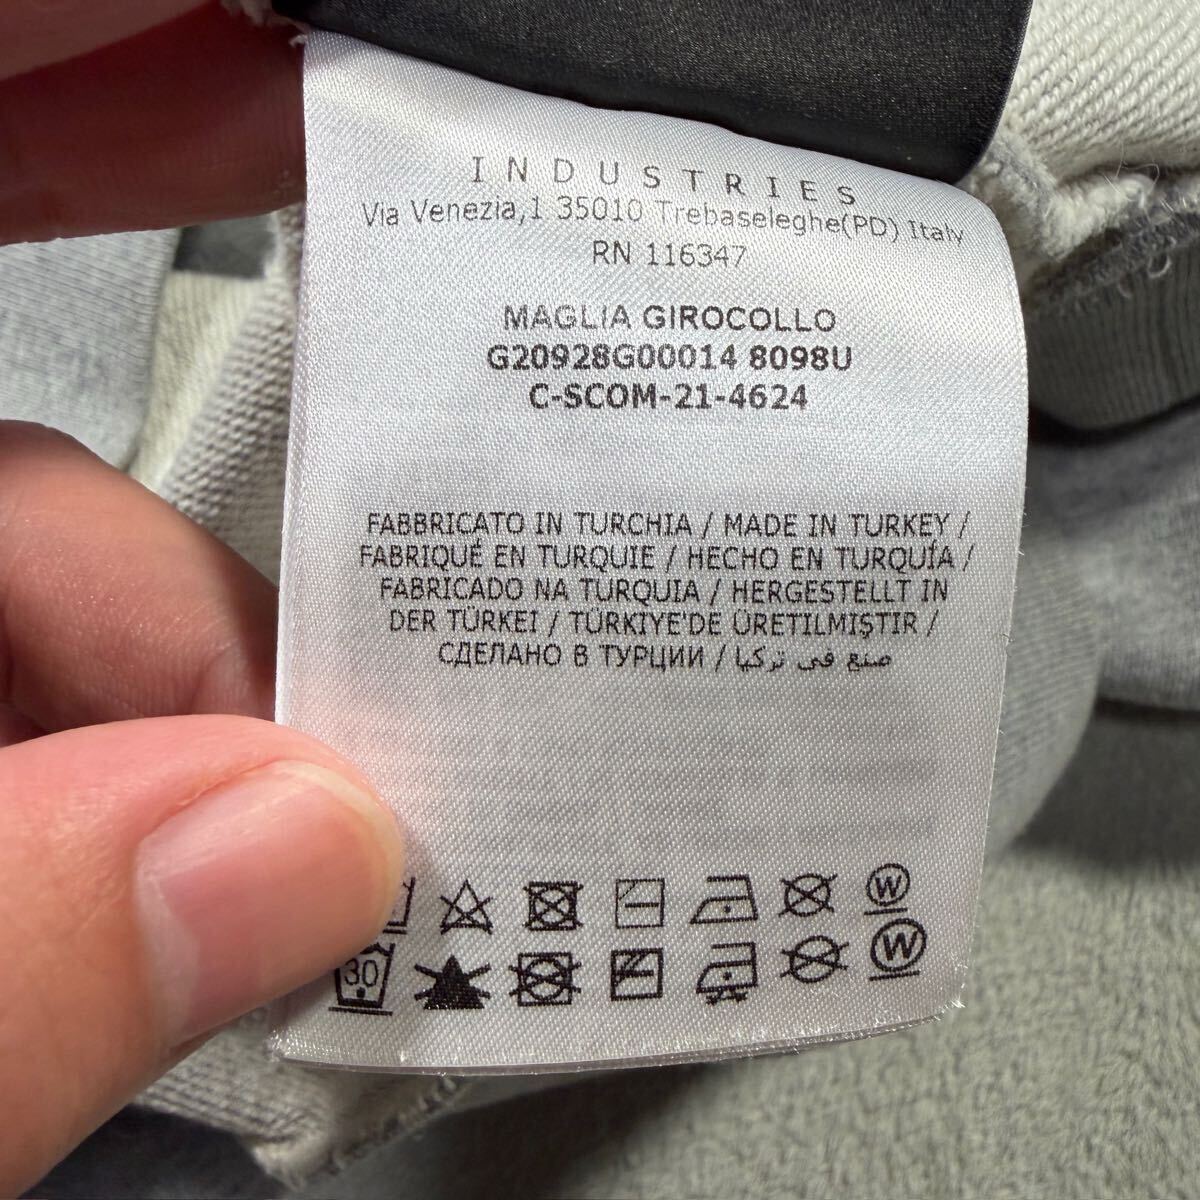 INDUSTRIES
Via Venezia,1 35010 Trebaseleghe(PD) Italy
RN 116347
MAGLIA GIROCOLLO
G20928G00014 8098U
C-SCOM-21-4624
FABBRICATO IN TURCHIA / MADE IN TURKEY /
FABRIQUÉ EN TURQUIE / HECHO EN TURQUÍA /
FABRICADO NA TURQUIA / HERGESTELLT IN
DER TÜRKEI / TÜRKIYE'DE ÜRETILMIŞTIR /
СДЕЛАНО В ТУРЦИИ / صنع في تركيا
W
30 W